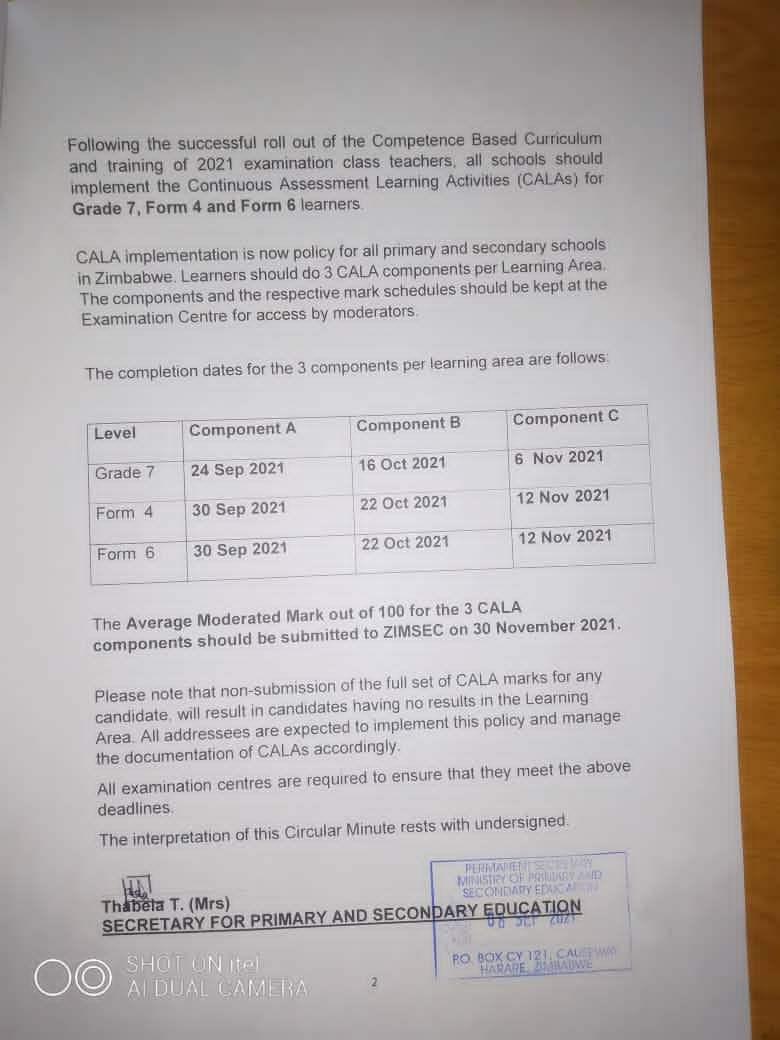 Following the successful roll out of the Competence Based Curriculum
and training of 2021 examination class teachers, all schools should
implement the Continuous Assessment Learning Activities (CALAs) for
Grade 7, Form 4 and Form 6 learners.
CALA implementation is now policy for all primary and secondary schools
in Zimbabwe. Learners should do 3 CALA components per Learning Area.
The components and the respective mark schedules should be kept at the
Examination Centre for access by moderators.
The completion dates for the 3 components per learning area are follows:
Level Component A Component B Component C
Grade 7 24 Sep 2021 16 Oct 2021 6 Nov 2021
Form 4 30 Sep 2021 22 Oct 2021 12 Nov 2021
Form 6 30 Sep 2021 22 Oct 2021 12 Nov 2021
The Average Moderated Mark out of 100 for the 3 CALA
components should be submitted to ZIMSEC on 30 November 2021.
Please note that non-submission of the full set of CALA marks for any
candidate, will result in candidates having no results in the Learning
Area. All addressees are expected to implement this policy and manage
the documentation of CALAs accordingly.
All examination centres are required to ensure that they meet the above
deadlines.
The interpretation of this Circular Minute rests with undersigned.
PERMANENT SECRETARY
MINISTRY OF PRIMARY AND
SECONDARY EDUCATION
Thabela T. (Mrs)
SECRETARY FOR PRIMARY AND SECONDARY EDUCATION
08 SEP 2021
P.O. BOX CY 121, CAUSEWAY
HARARE, ZIMBABWE
SHOT ON itel
AI DUAL CAMERA
2